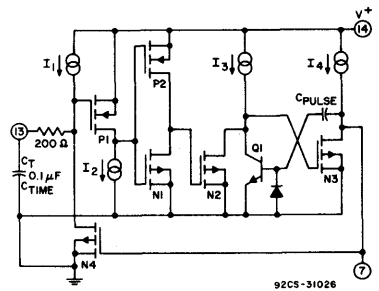 V+
14
I1
P2
I3
I4
CPULSE
13
200 Ω
P1
Q1
CT
0.1 μF
CTIME
I2
N1
N2
N3
N4
7
92CS-31026